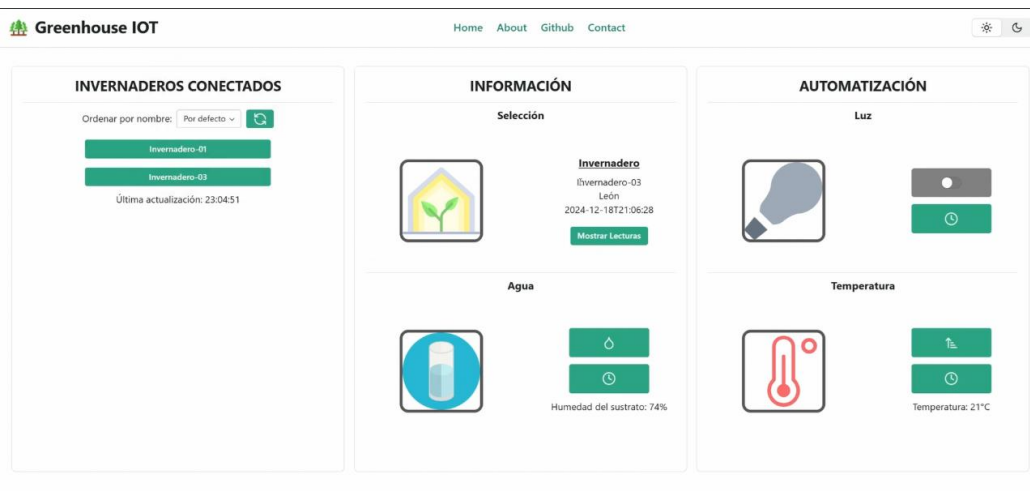 Greenhouse IOT
Home About Github Contact
INVERNADEROS CONECTADOS
Ordenar por nombre: Por defecto
Invernadero-01
Invernadero-03
Última actualización: 23:04:51
INFORMACIÓN
Selección
Invernadero
Invernadero-03
León
2024-12-18T21:06:28
Mostrar Lecturas
Agua
Humedad del sustrato: 74%
AUTOMATIZACIÓN
Luz
Temperatura
Temperatura: 21°C